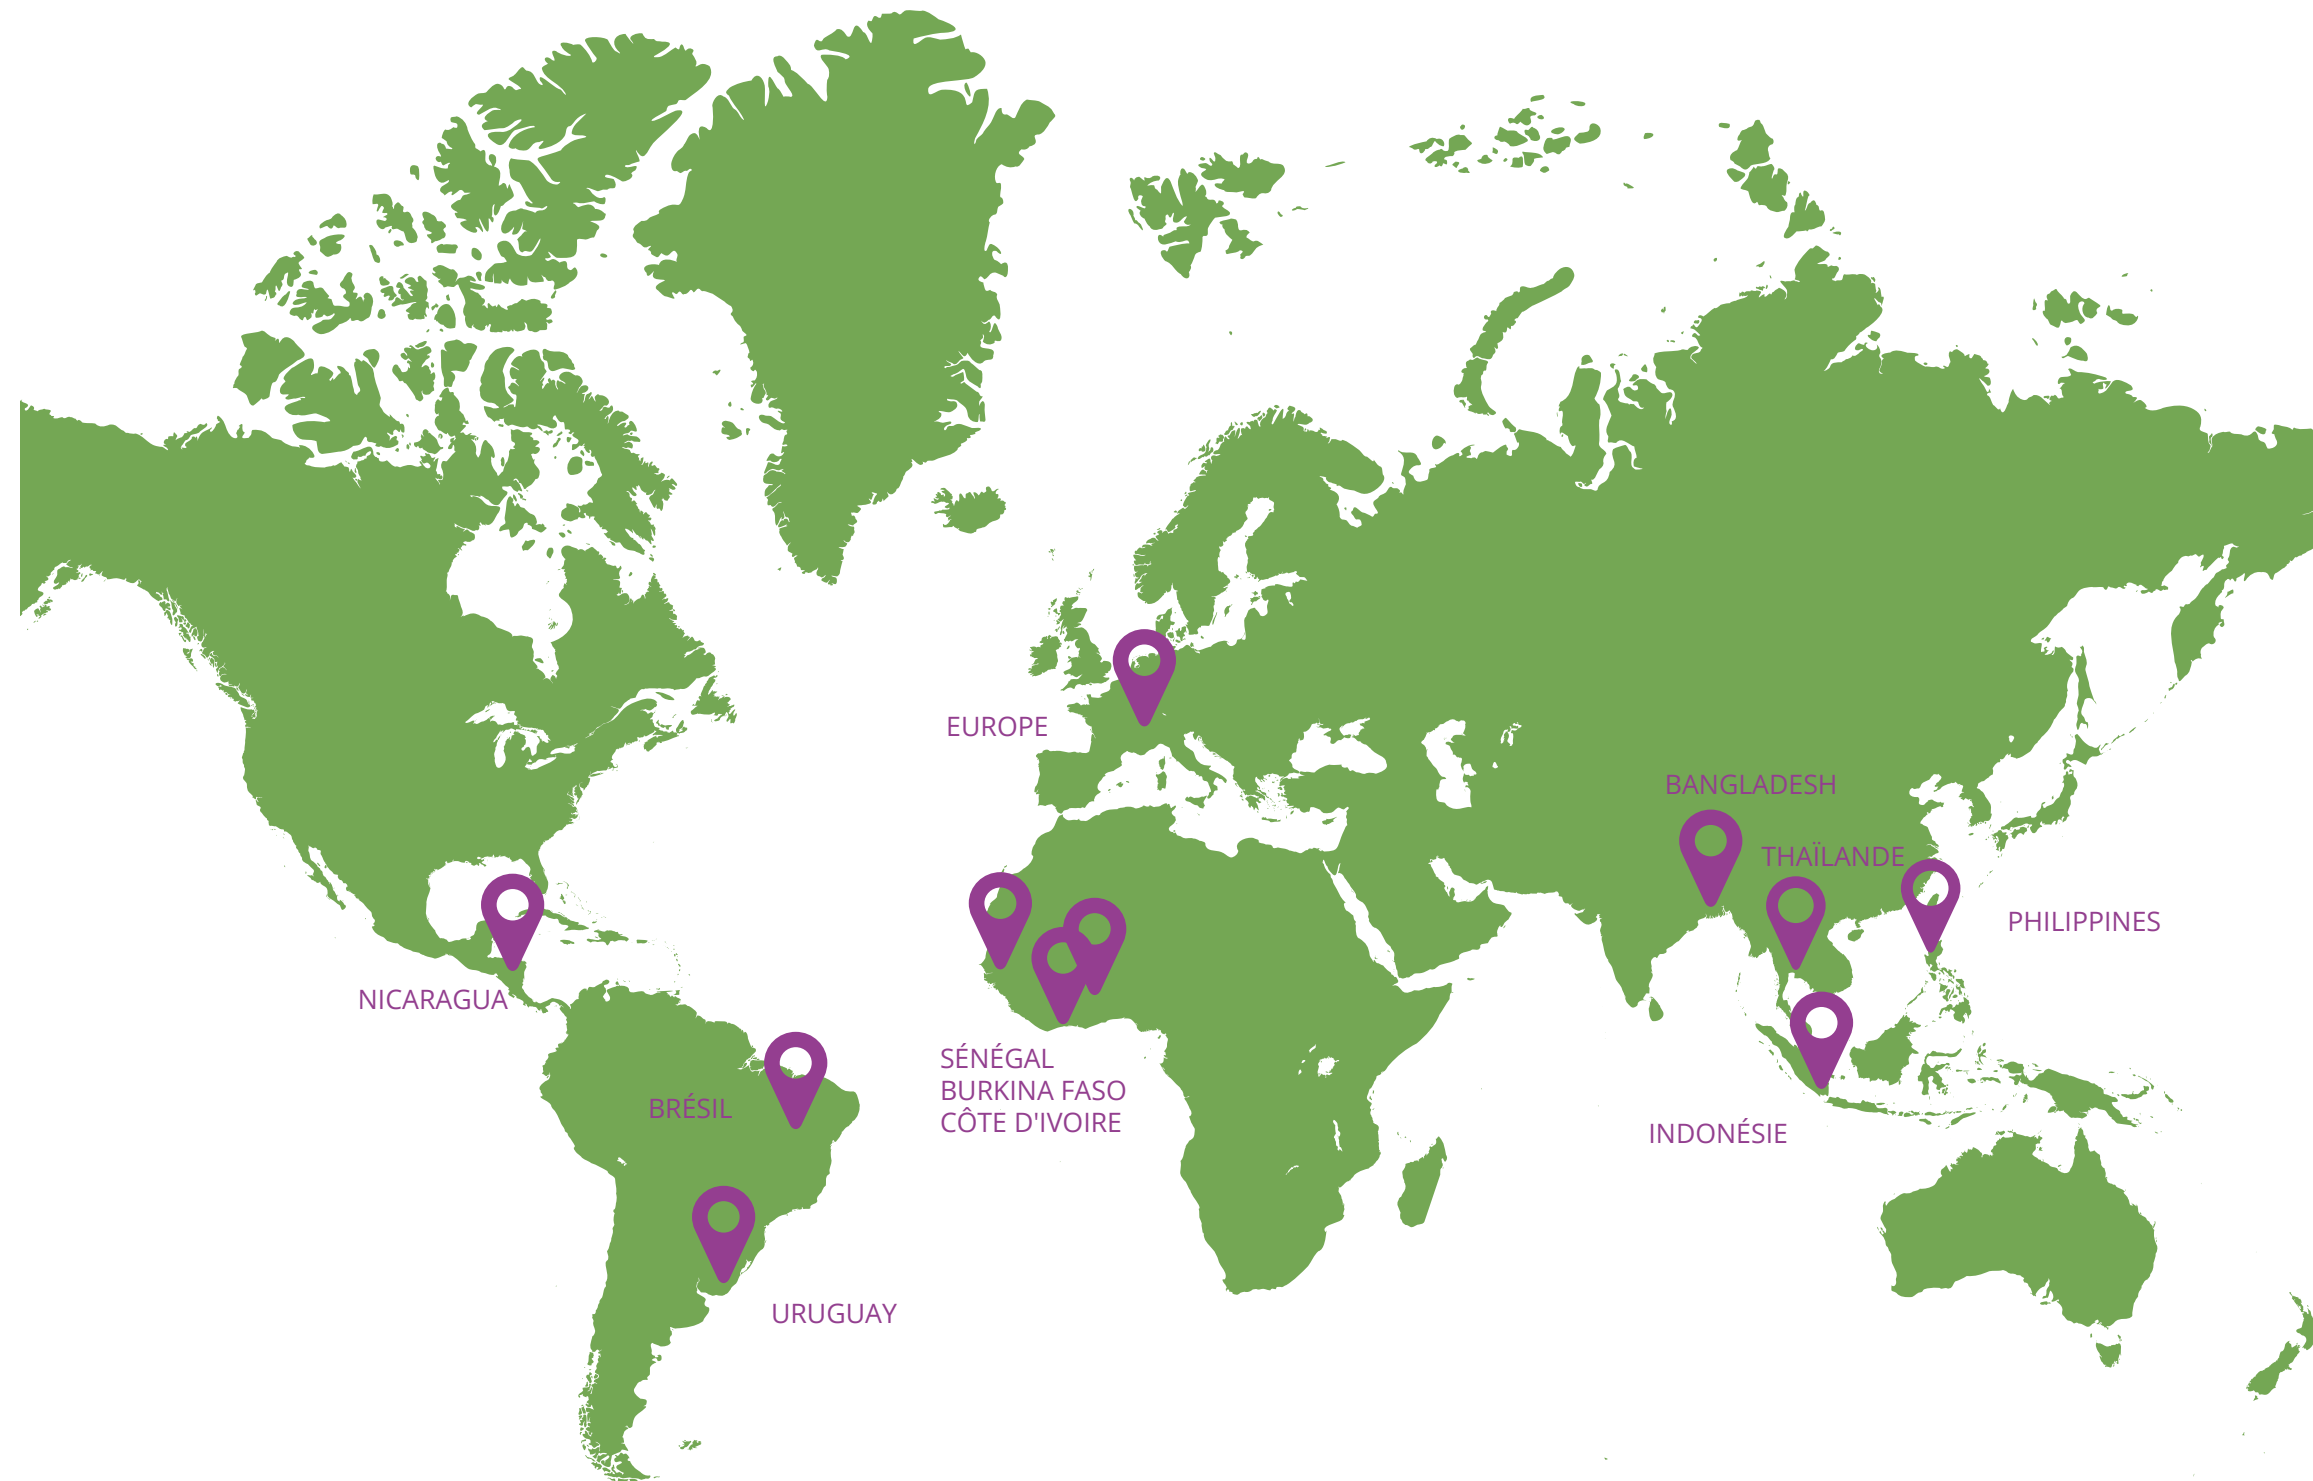 EUROPE
BANGLADESH
THAÏLANDE
PHILIPPINES
NICARAGUA
SÉNÉGAL
BURKINA FASO
CÔTE D'IVOIRE
BRÉSIL
INDONÉSIE
URUGUAY